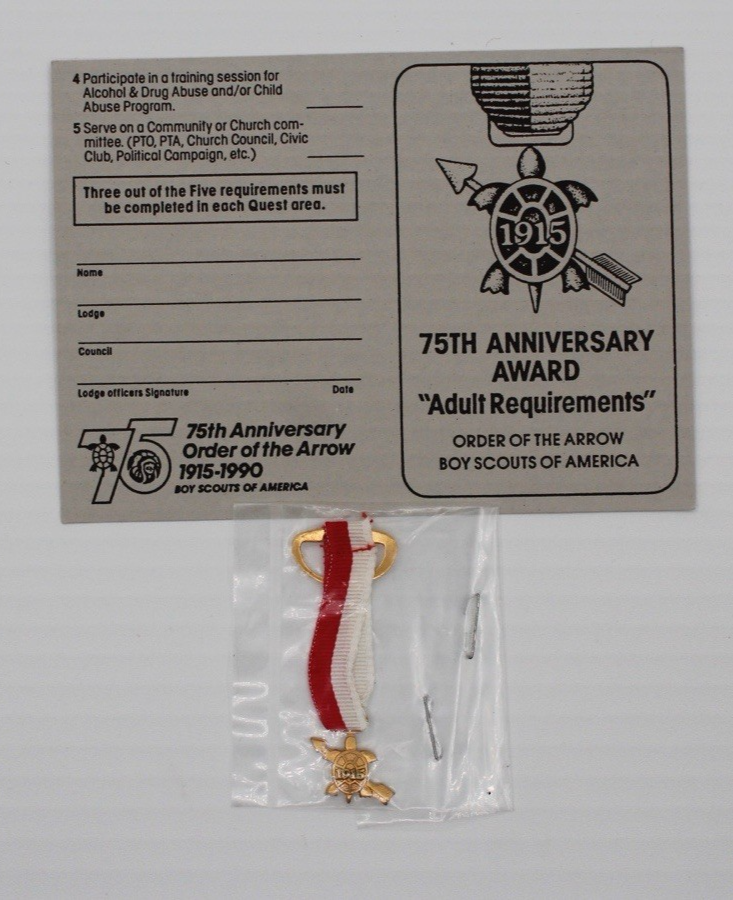 4 Participate in a training session for
Alcohol & Drug Abuse and/or Child
Abuse Program.
5 Serve on a Community or Church com-
mittee. (PTO, PTA, Church Council, Civic
Club, Political Campaign, etc.)
Three out of the Five requirements must
be completed in each Quest area.
Name
Lodge
Council
Lodge officers Signature Date
75
75th Anniversary
Order of the Arrow
1915-1990
BOY SCOUTS OF AMERICA
1915
75TH ANNIVERSARY
AWARD
"Adult Requirements"
ORDER OF THE ARROW
BOY SCOUTS OF AMERICA
1915